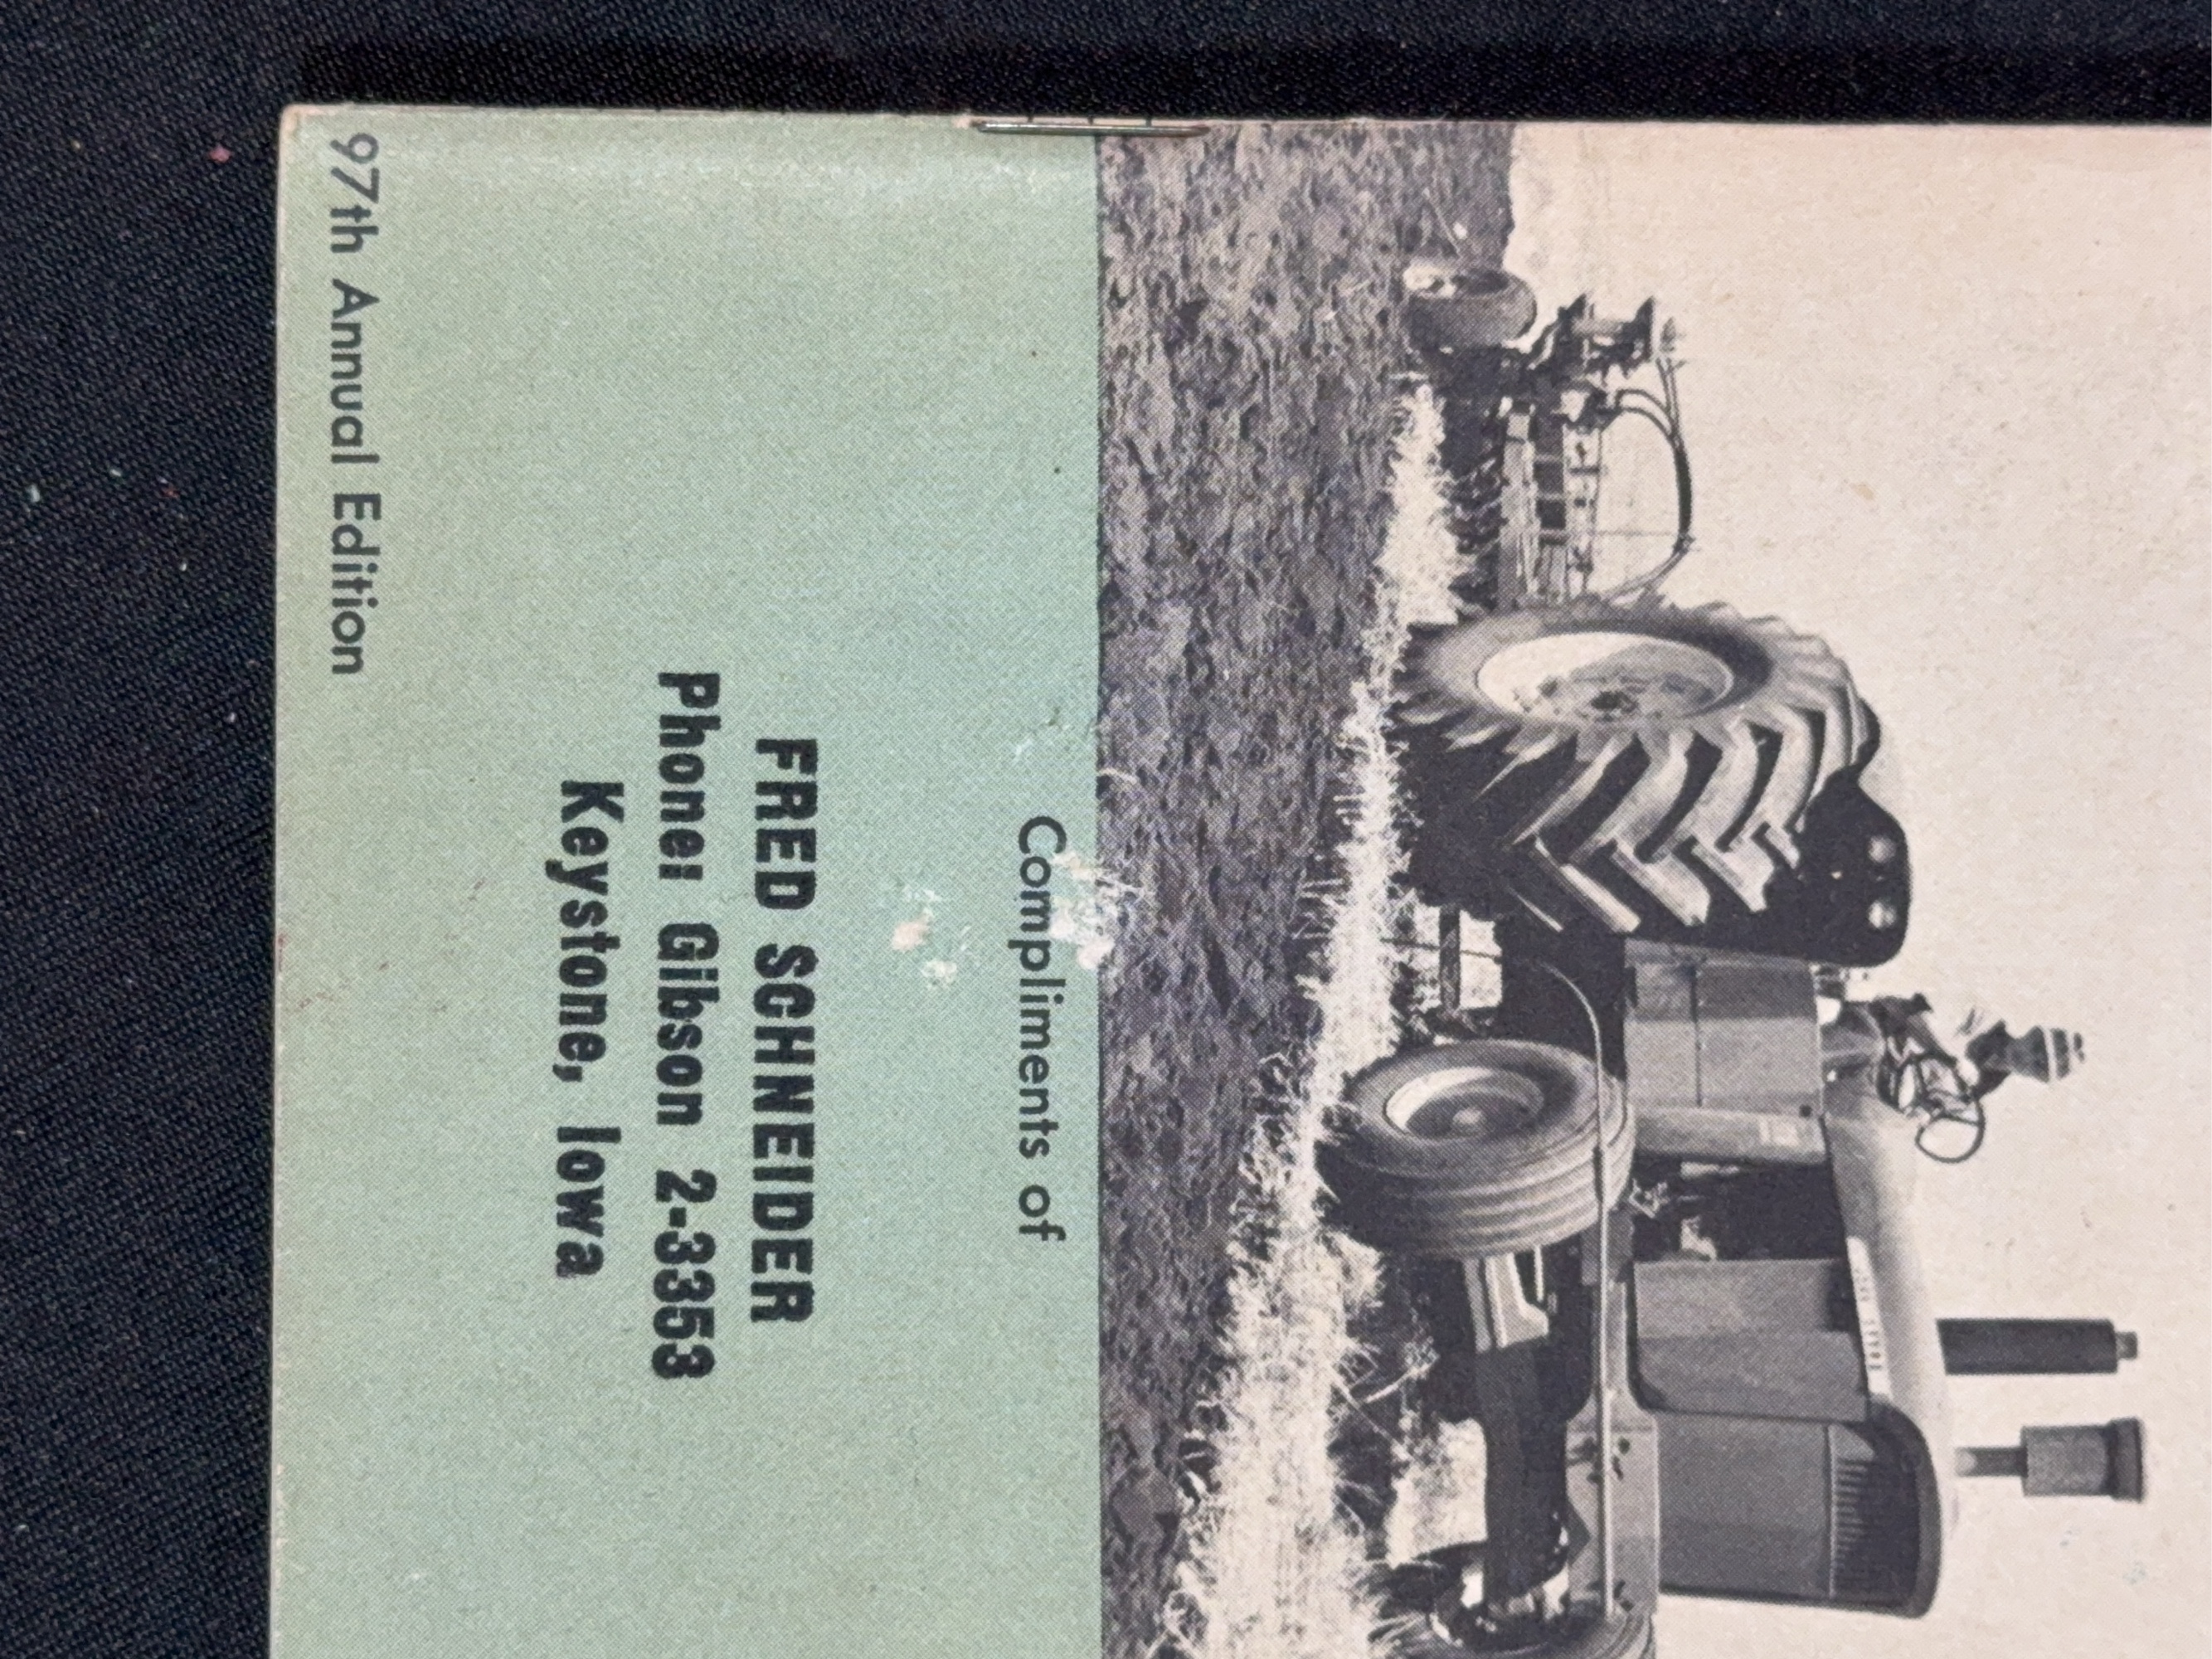 Compliments of
FRED SCHNEIDER
Phone: Gibson 2-3353
Keystone, Iowa
97th Annual Edition